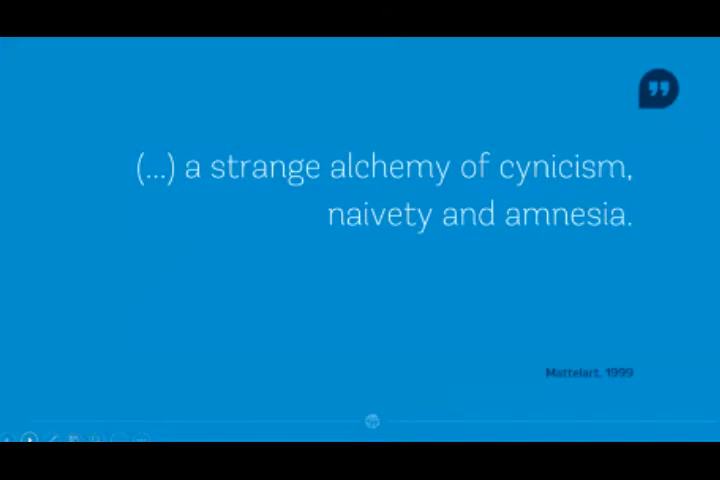 (...) a strange alchemy of cynicism,
naivety and amnesia.
Mattelart, 1999